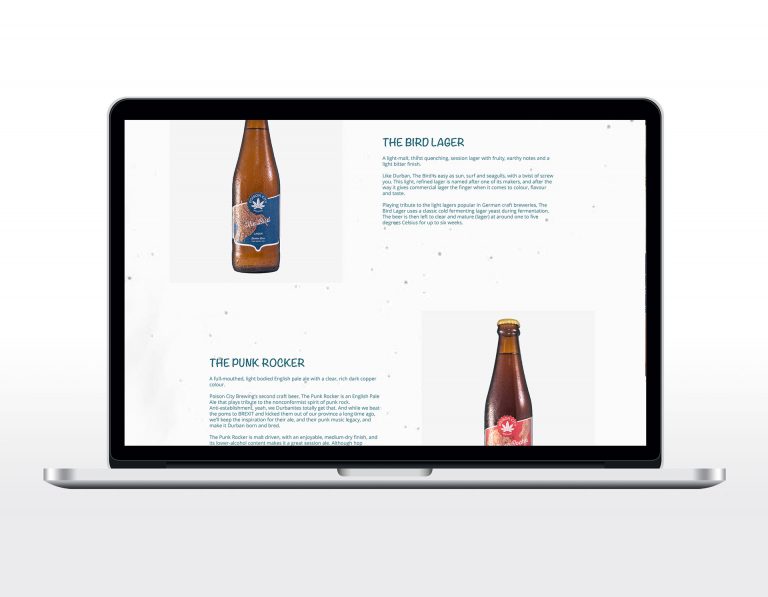 THE BIRD LAGER
A light-malt, thirst quenching, session lager with fruity, earthy notes and a
light bitter finish.
Like Durban, The Bird is easy as sun, surf and seagulls, with a twist of screw
you. This light, refined lager is named after one of its makers, and after the
way it gives commercial lager the finger when it comes to colour, flavour
and taste.
Playing tribute to the light lagers popular in German craft breweries, The
Bird Lager uses a classic cold fermenting lager yeast during fermentation.
The beer is then left to clear and mature (lager) at around one to five
degrees Celsius for up to six weeks.
The Bird
LAGER
THE PUNK ROCKER
A full-mouthed, light bodied English pale ale with a clear, rich dark copper
colour.
Poison City Brewing's second craft beer, The Punk Rocker is an English Pale
Ale that plays tribute to the nonconformist spirit of punk rock.
Anti-establishment, yeah, we Durbanites totally get that. And while we beat
the poms to BREXIT and kicked them out of our province a long time ago,
we'll keep the inspiration for their ale, and their punk music legacy, and
make it Durban born and bred.
The Punk Rocker is malt driven, with an enjoyable, medium-dry finish, and
its lower-alcohol content makes it a great session ale. Although hop